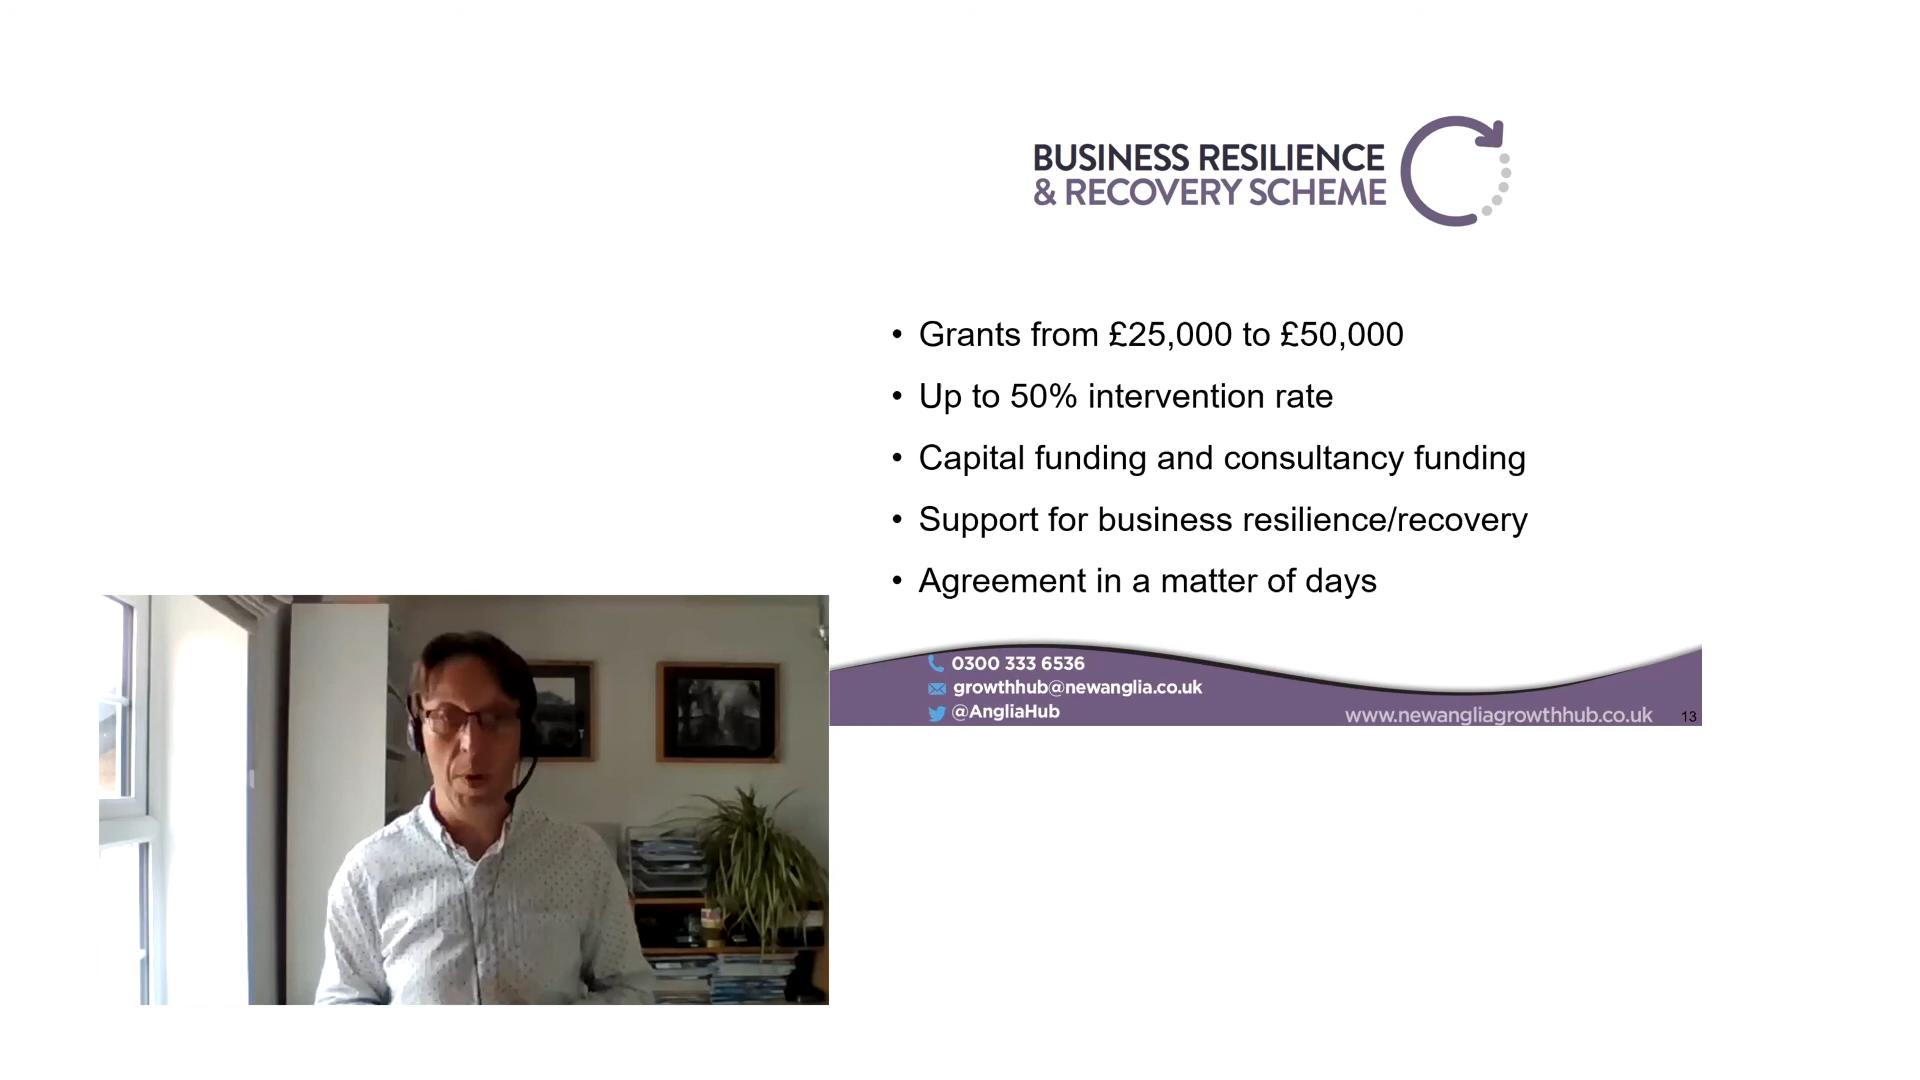 BUSINESS RESILIENCE
& RECOVERY SCHEME
• Grants from £25,000 to £50,000
• Up to 50% intervention rate
• Capital funding and consultancy funding
• Support for business resilience/recovery
• Agreement in a matter of days
0300 333 6536
growthhub@newanglia.co.uk
@AngliaHub
www.newangliagrowthhub.co.uk
13